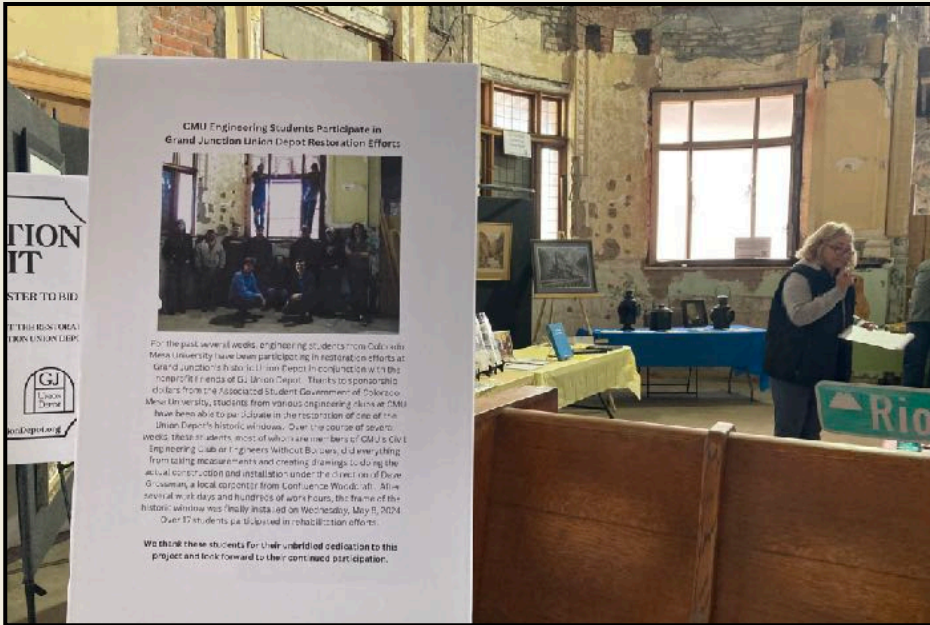 TION
IT
STER TO BID
T THE RESTORA
TION UNION DEPO
GJ
UNION
DEPOT
onDepot.org
CMU Engineering Students Participate in
Grand Junction Union Depot Restoration Efforts
For the past several weeks, engineering students from Colorado
Mesa University have been participating in restoration efforts at
Grand Junction's historic Union Depot in conjunction with the
nonprofit Friends of GJ Union Depot. Thanks to sponsorship
dollars from the Associated Student Government of Colorado
Mesa University, students from various engineering clubs at CMU
have been able to participate in the restoration of one of the
Union Depot's historic windows. Over the course of several
weeks, these students, most of whom are members of CMU's Civil
Engineering Club or Engineers Without Borders, did everything
from taking measurements and creating drawings to doing the
actual construction and installation under the direction of Dave
Grossman, a local carpenter from Confluence Woodcraft. After
several work days and hundreds of work hours, the frame of the
historic window was finally installed on Wednesday, May 8, 2024.
Over 17 students participated in rehabilitation efforts.
We thank these students for their unbridled dedication to this
project and look forward to their continued participation.
Rio